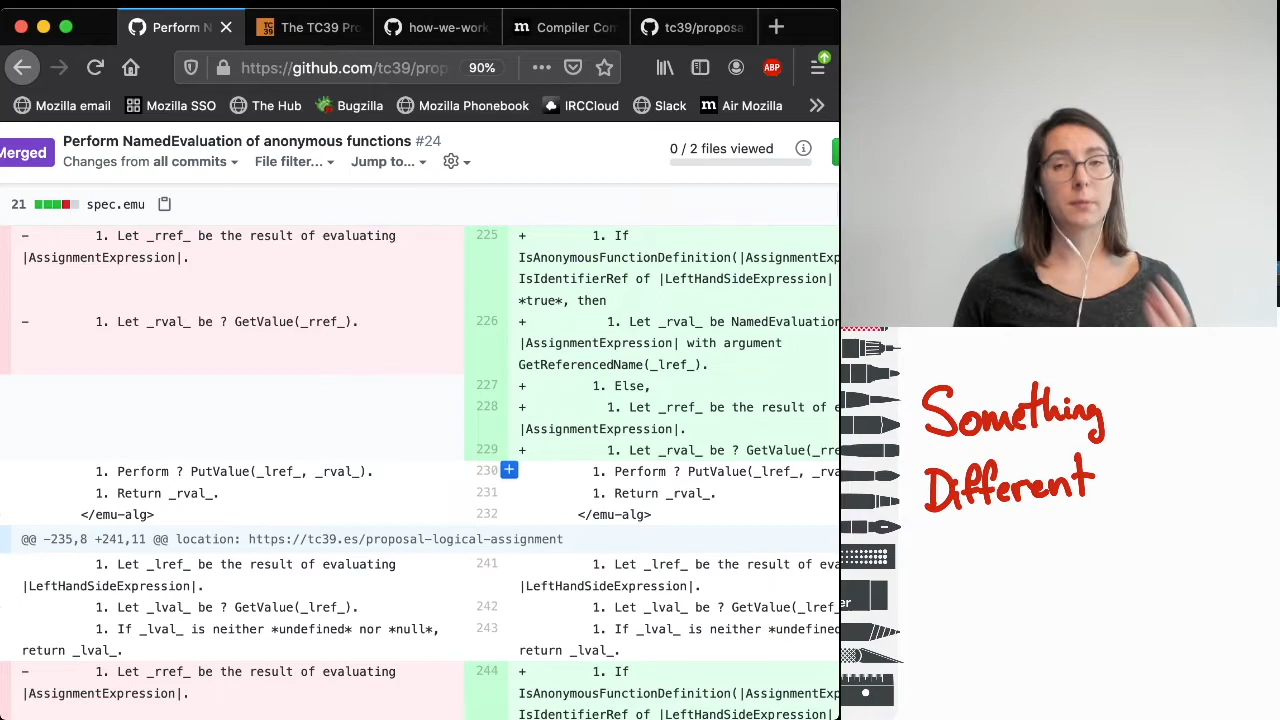 Perform N
The TC39 Pro
how-we-work
Compiler Com
tc39/proposa
https://github.com/tc39/prop
90%
ABP
Mozilla email
Mozilla SSO
The Hub
Bugzilla
Mozilla Phonebook
IRCCloud
Slack
Air Mozilla
Merged
Perform NamedEvaluation of anonymous functions #24
Changes from all commits
File filter...
Jump to...
0 / 2 files viewed
21 spec.emu
- 1. Let _rref_ be the result of evaluating
|AssignmentExpression|.
- 1. Let _rval_ be ? GetValue(_rref_).
1. Perform ? PutValue(_lref_, _rval_).
1. Return _rval_.
</emu-alg>
225 + 1. If
IsAnonymousFunctionDefinition(|AssignmentExp
IsIdentifierRef of |LeftHandSideExpression|
*true*, then
226 + 1. Let _rval_ be NamedEvaluation
|AssignmentExpression| with argument
GetReferencedName(_lref_).
227 + 1. Else,
228 + 1. Let _rref_ be the result of e
|AssignmentExpression|.
229 + 1. Let _rval_ be ? GetValue(_rre
230 1. Perform ? PutValue(_lref_, _rva
231 1. Return _rval_.
232 </emu-alg>
@@ -235,8 +241,11 @@ location: https://tc39.es/proposal-logical-assignment
1. Let _lref_ be the result of evaluating
|LeftHandSideExpression|.
1. Let _lval_ be ? GetValue(_lref_).
1. If _lval_ is neither *undefined* nor *null*,
return _lval_.
- 1. Let _rref_ be the result of evaluating
|AssignmentExpression|.
241 1. Let _lref_ be the result of eva
|LeftHandSideExpression|.
242 1. Let _lval_ be ? GetValue(_lref_
243 1. If _lval_ is neither *undefined
return _lval_.
244 + 1. If
IsAnonymousFunctionDefinition(|AssignmentExp
IsIdentifierRef of |LeftHandSideExpression|
Something
Different
er